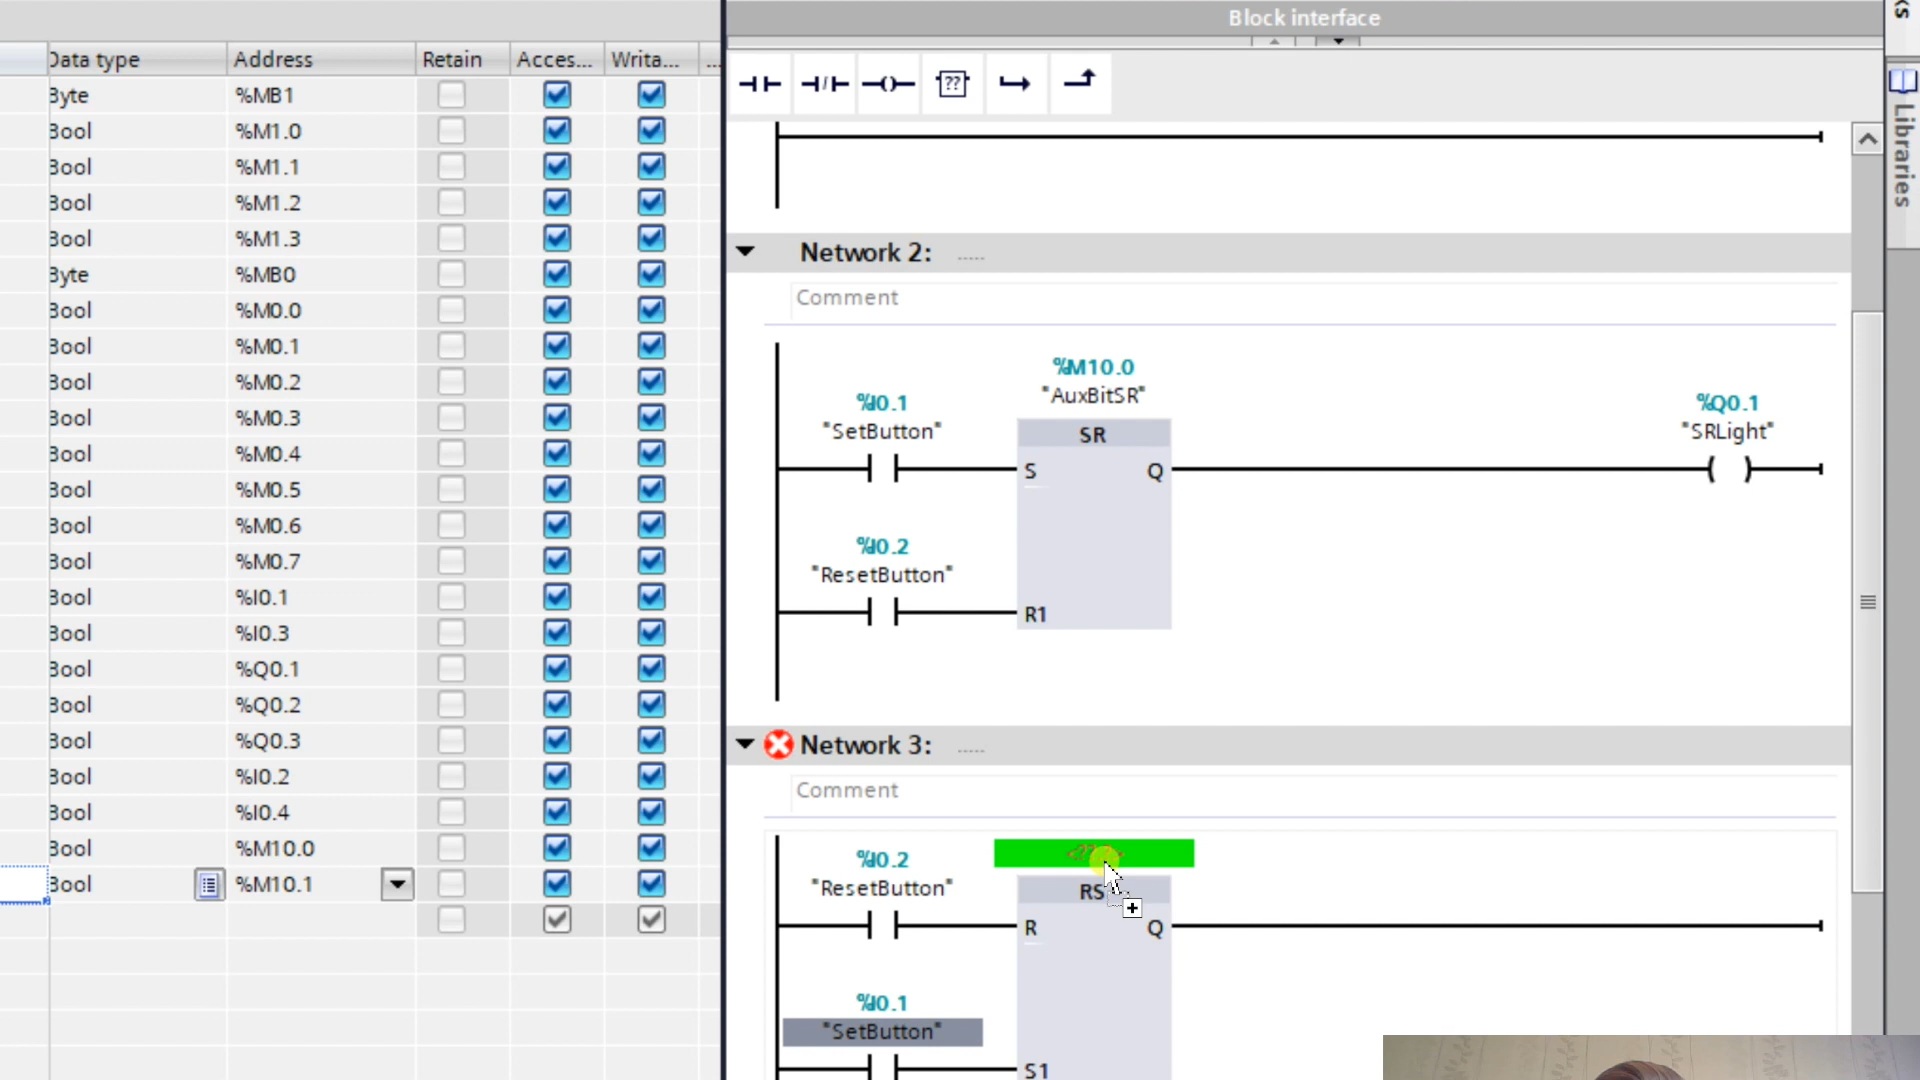 Block interface
Data type Address Retain Acces... Writa... ...
Byte %MB1
Bool %M1.0
Bool %M1.1
Bool %M1.2
Bool %M1.3
Byte %MB0
Bool %M0.0
Bool %M0.1
Bool %M0.2
Bool %M0.3
Bool %M0.4
Bool %M0.5
Bool %M0.6
Bool %M0.7
Bool %I0.1
Bool %I0.3
Bool %Q0.1
Bool %Q0.2
Bool %Q0.3
Bool %I0.2
Bool %I0.4
Bool %M10.0
Bool %M10.1
??
Network 2: .....
Comment
%M10.0
"AuxBitSR"
%I0.1
"SetButton"
SR
%Q0.1
"SRLight"
S Q
%I0.2
"ResetButton"
R1
Network 3: .....
Comment
%I0.2
"ResetButton"
RS
R Q
%I0.1
"SetButton"
S1
Libraries